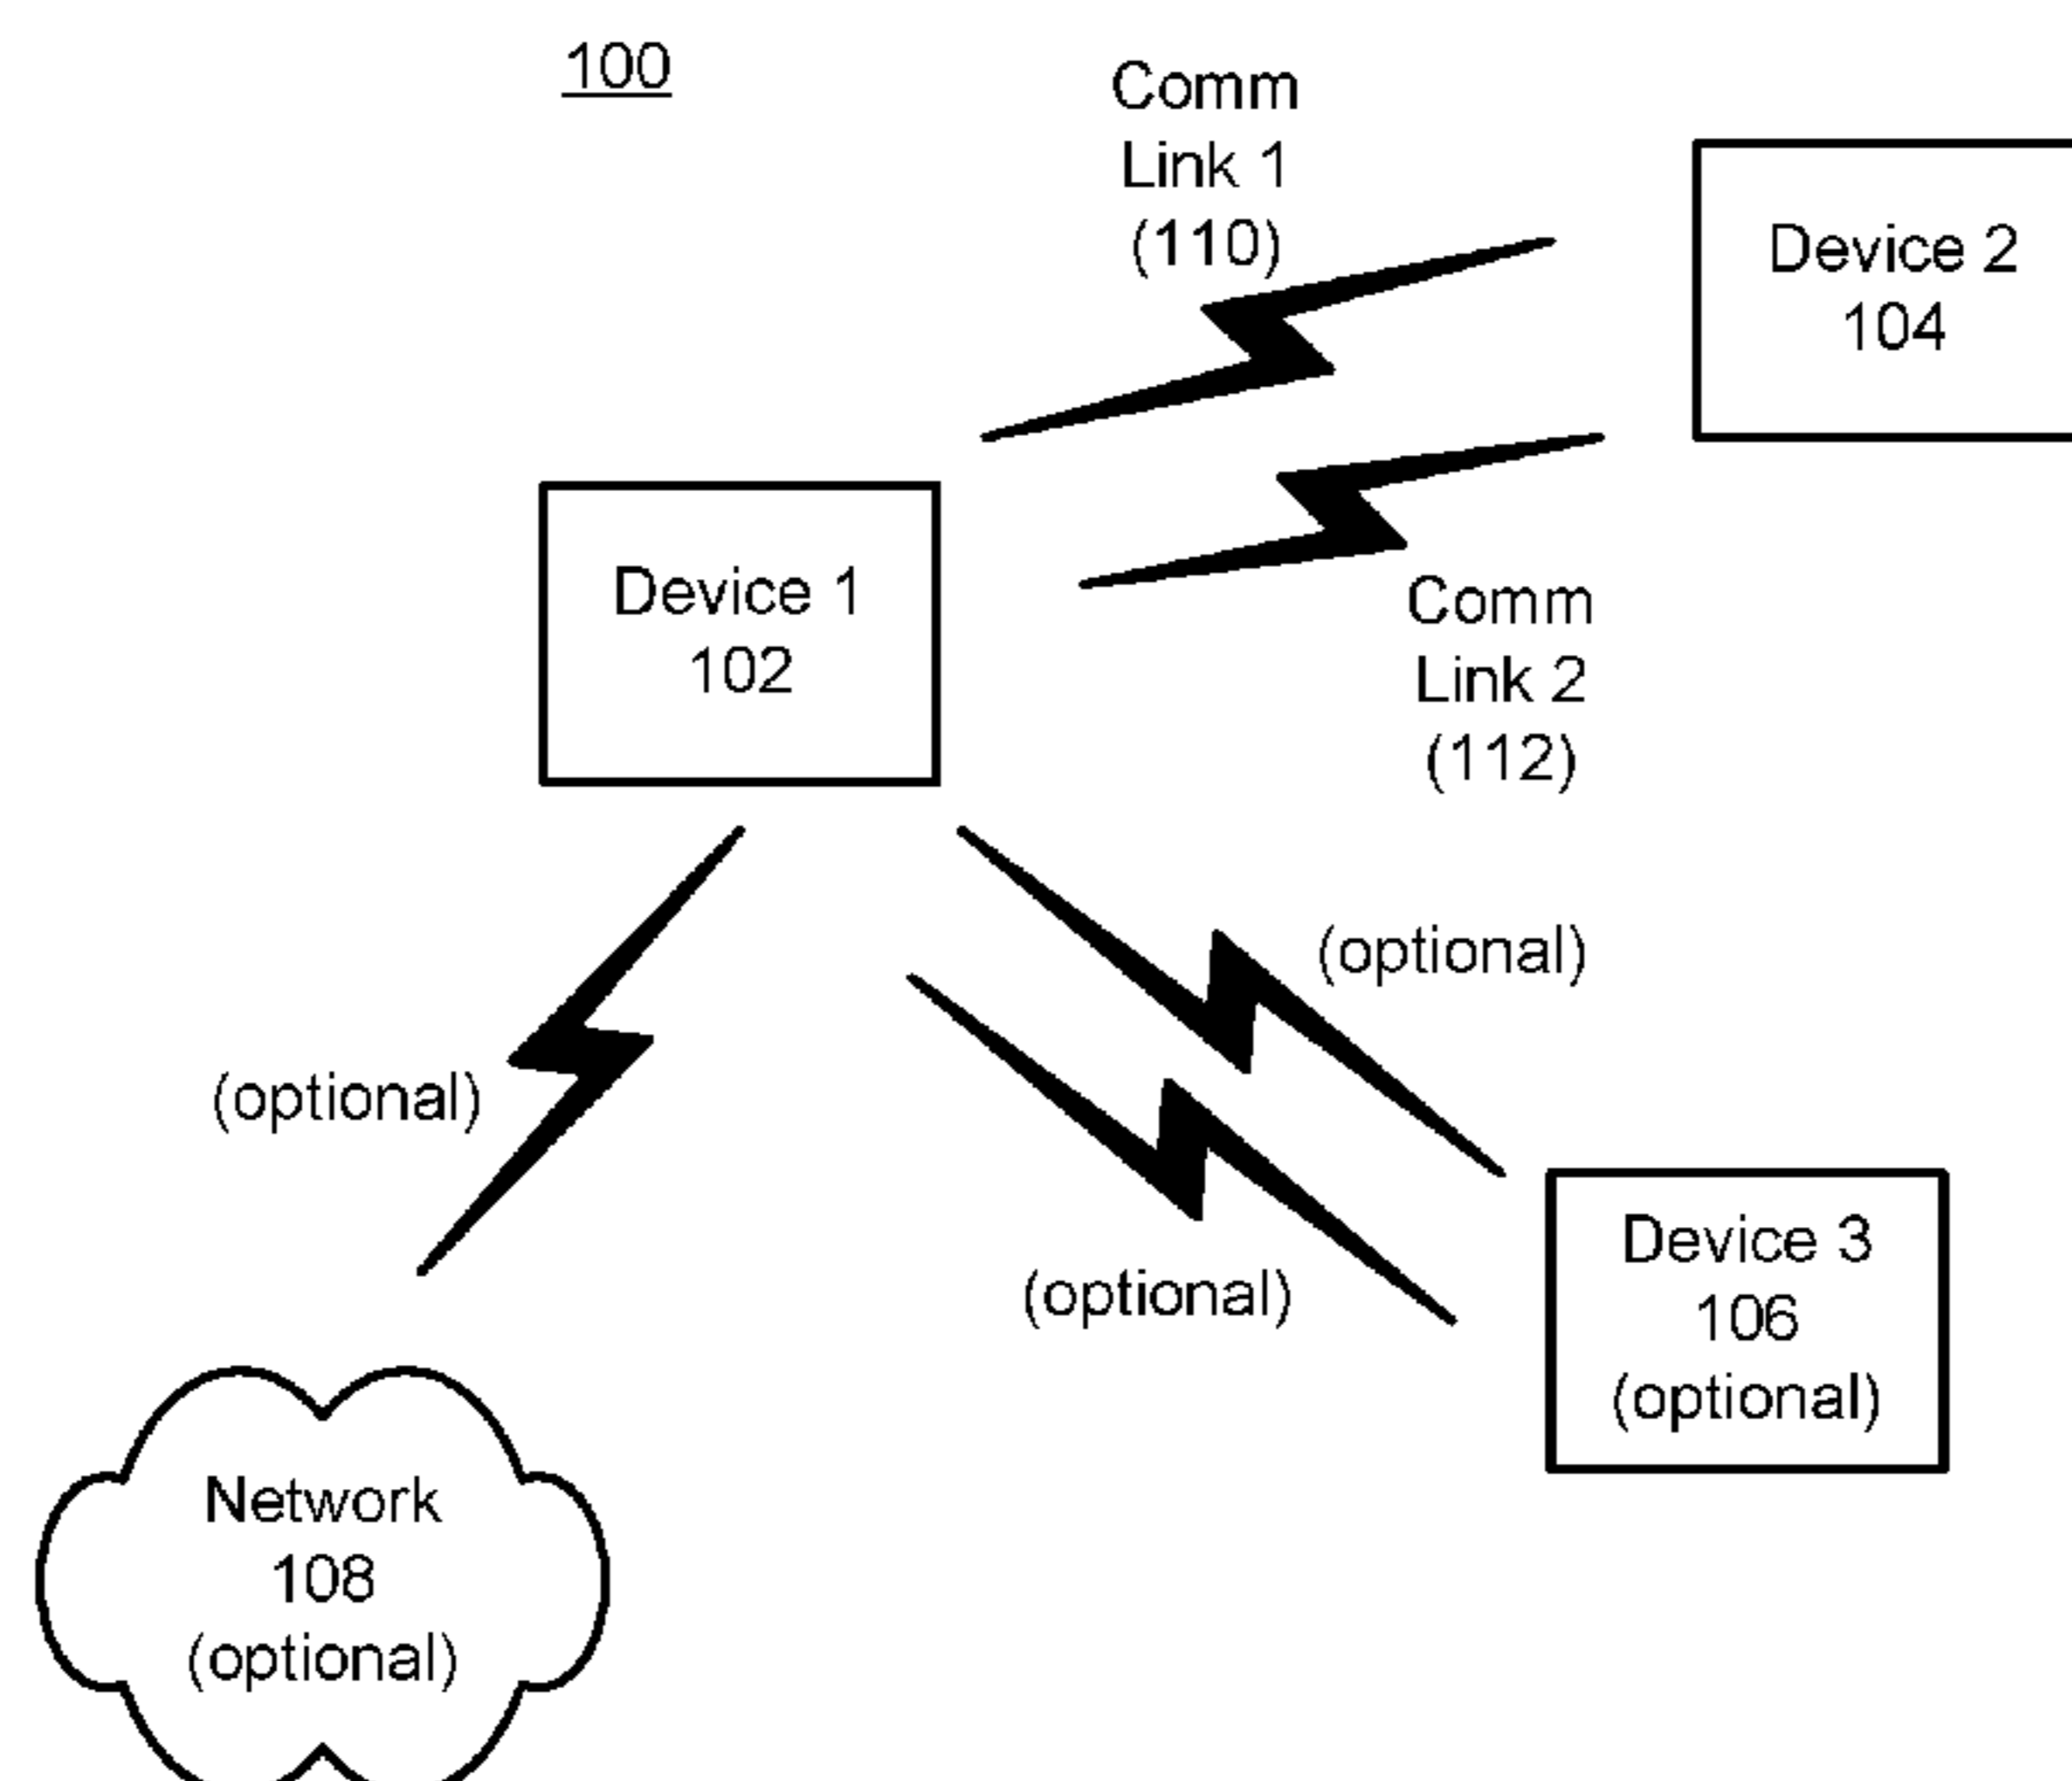 100
Comm
Link 1
(110)
Device 2
104
Device 1
102
Comm
Link 2
(112)
(optional)
(optional)
(optional)
Device 3
106
(optional)
Network
108
(optional)